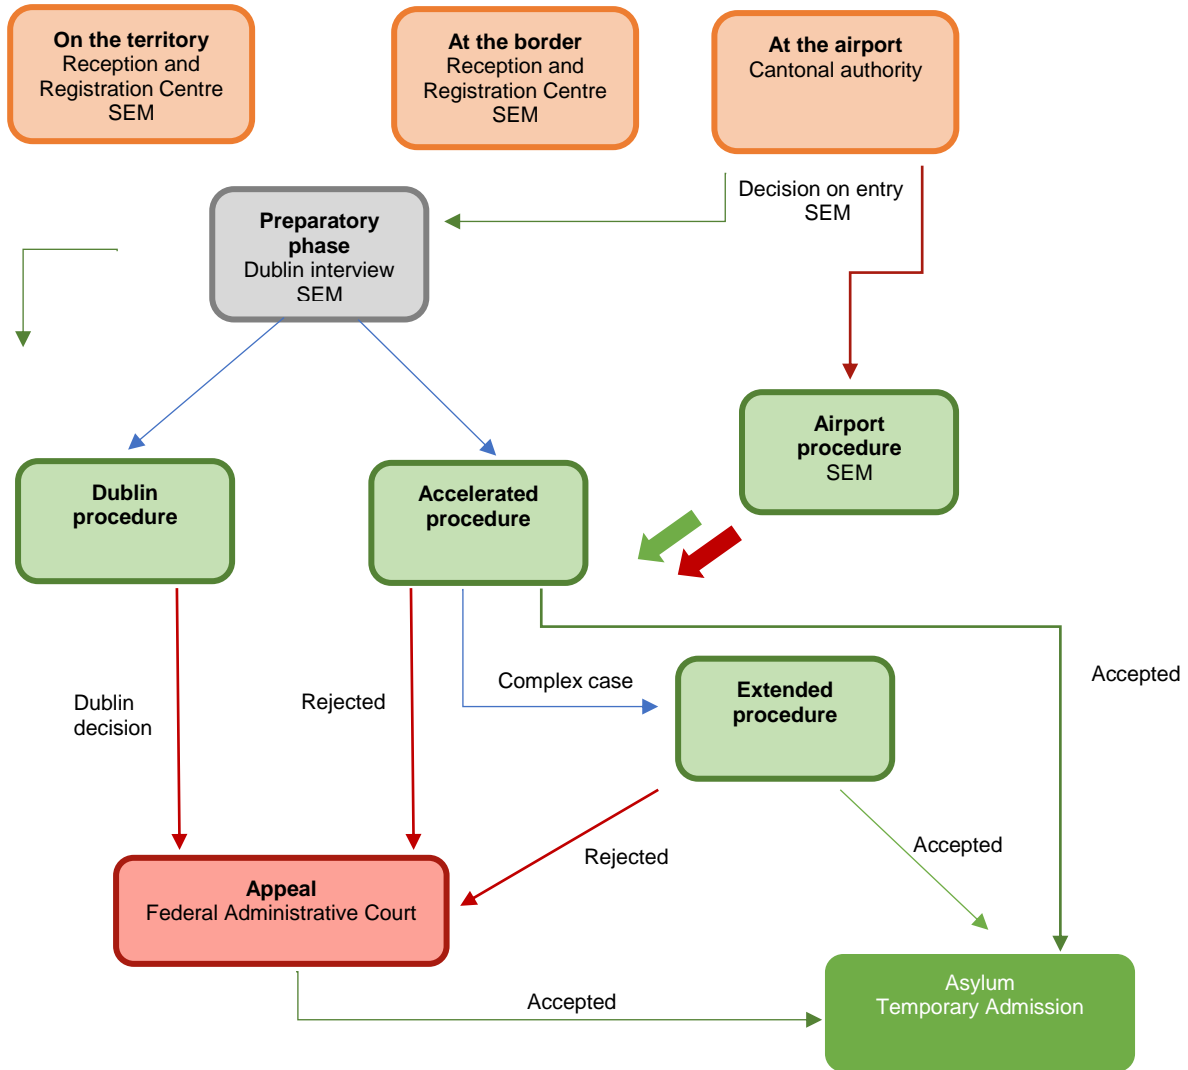 On the territory
Reception and
Registration Centre
SEM
At the border
Reception and
Registration Centre
SEM
At the airport
Cantonal authority
Decision on entry
SEM
Preparatory
phase
Dublin interview
SEM
Airport
procedure
SEM
Dublin
procedure
Accelerated
procedure
Dublin
decision
Rejected
Complex case
Extended
procedure
Accepted
Rejected
Accepted
Appeal
Federal Administrative Court
Accepted
Asylum
Temporary Admission